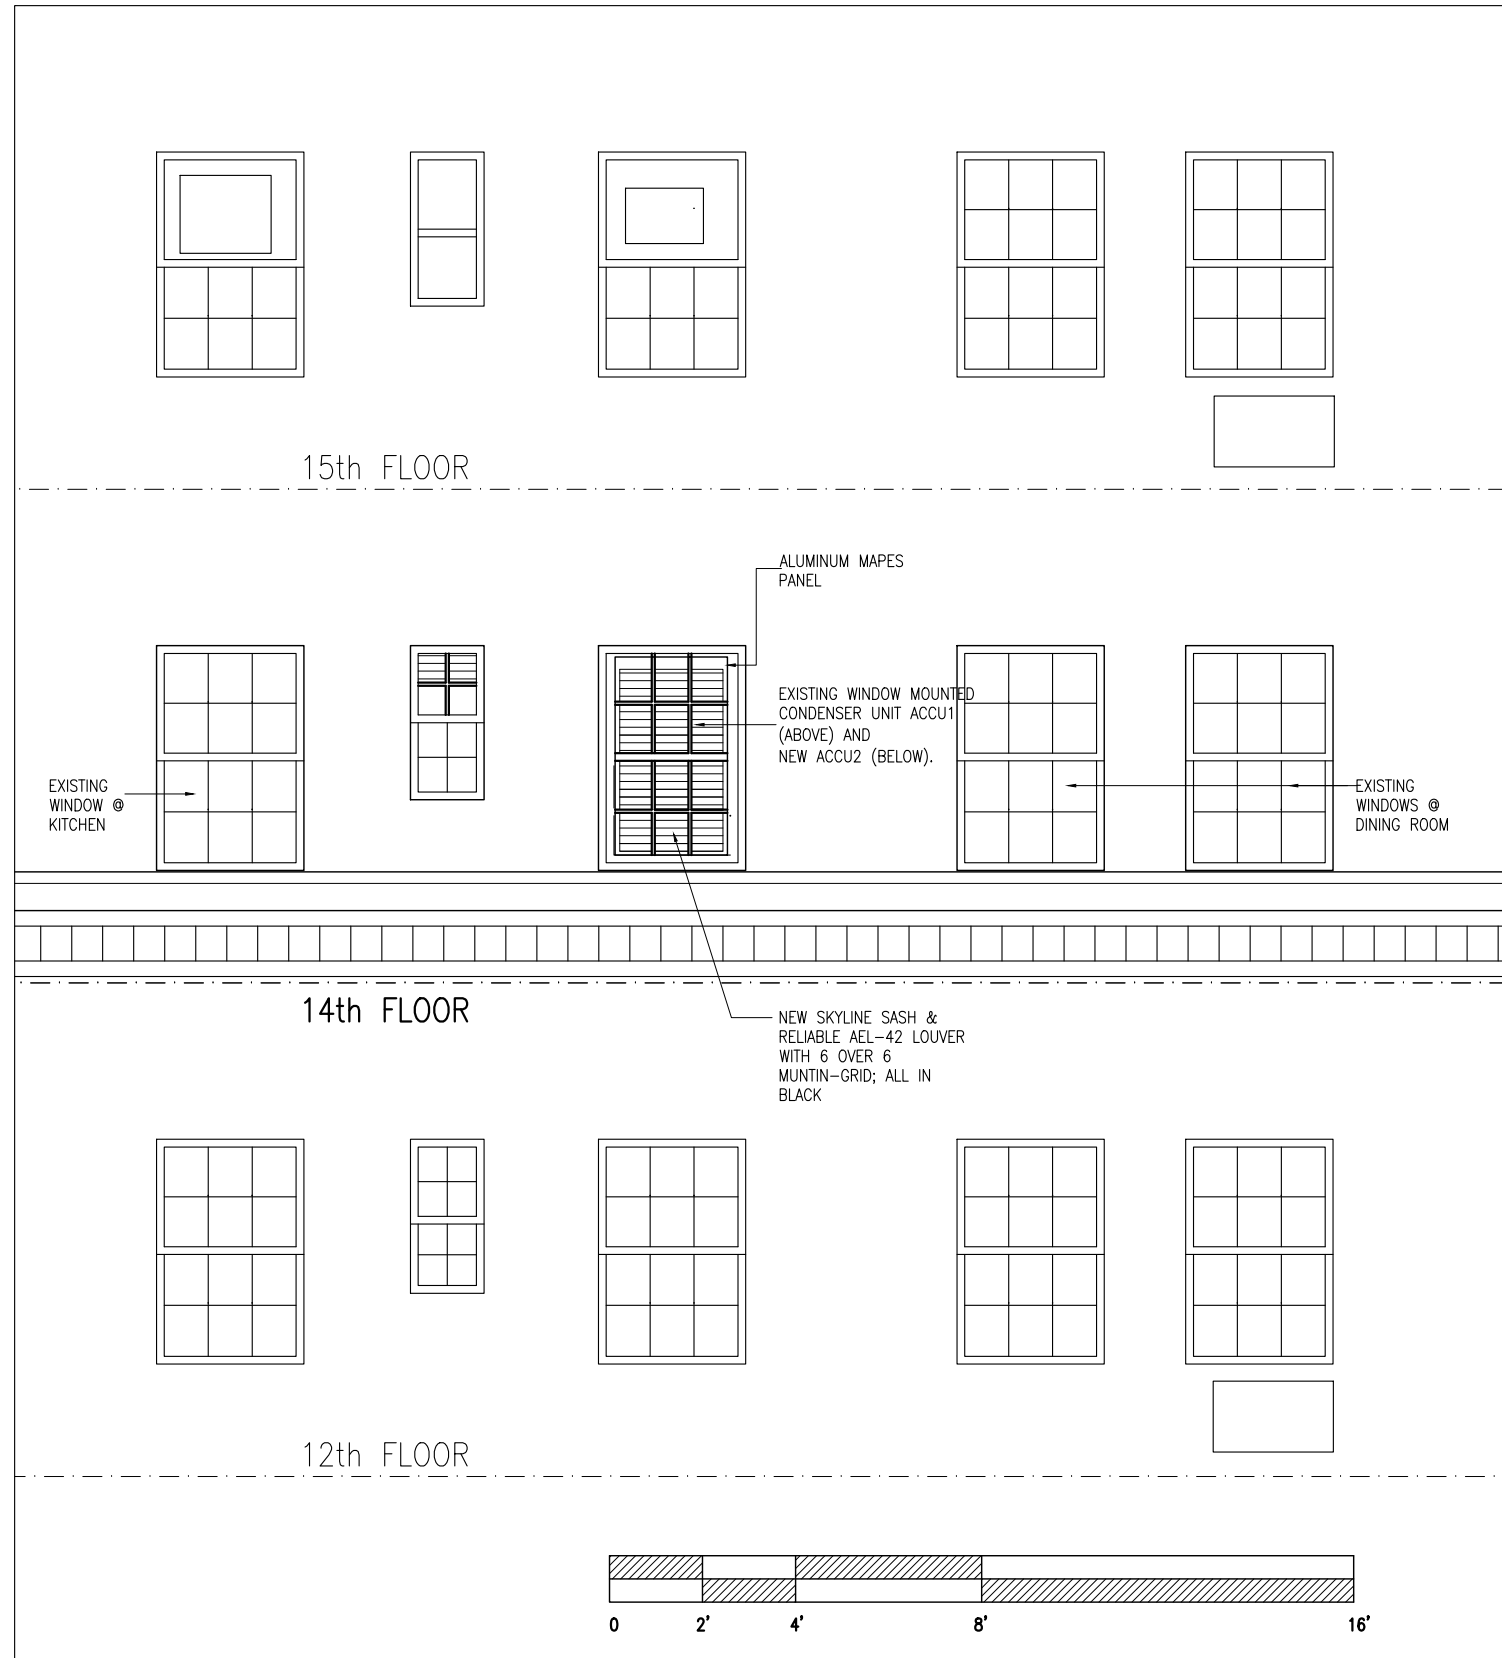 15th FLOOR
ALUMINUM MAPES
PANEL
EXISTING WINDOW MOUNTED
CONDENSER UNIT ACCU1
(ABOVE) AND
NEW ACCU2 (BELOW).
EXISTING
WINDOW @
KITCHEN
EXISTING
WINDOWS @
DINING ROOM
14th FLOOR
NEW SKYLINE SASH &
RELIABLE AEL-42 LOUVER
WITH 6 OVER 6
MUNTIN-GRID; ALL IN
BLACK
12th FLOOR
0 2' 4' 8' 16'